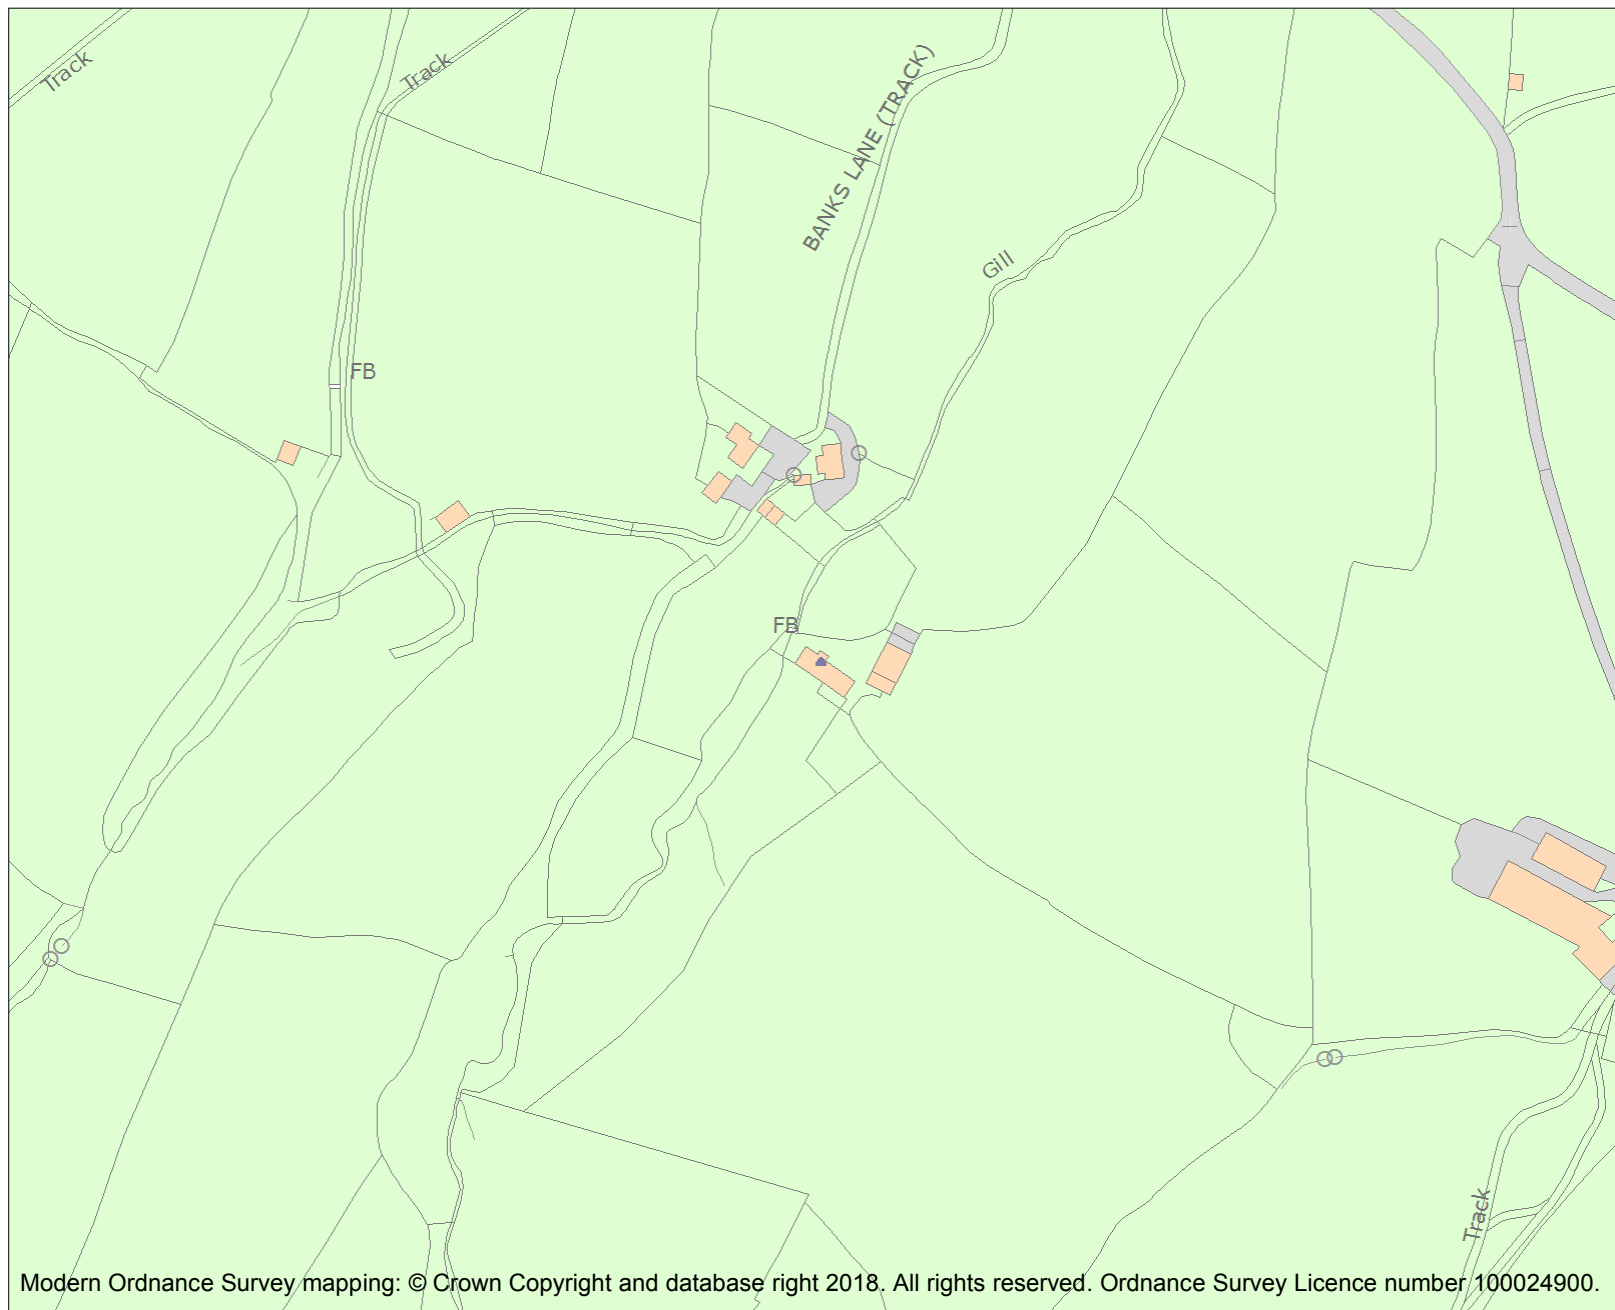 Track
Track
BANKS LANE (TRACK)
Gill
FB
FB
Track
Modern Ordnance Survey mapping: © Crown Copyright and database right 2018. All rights reserved. Ordnance Survey Licence number 100024900.